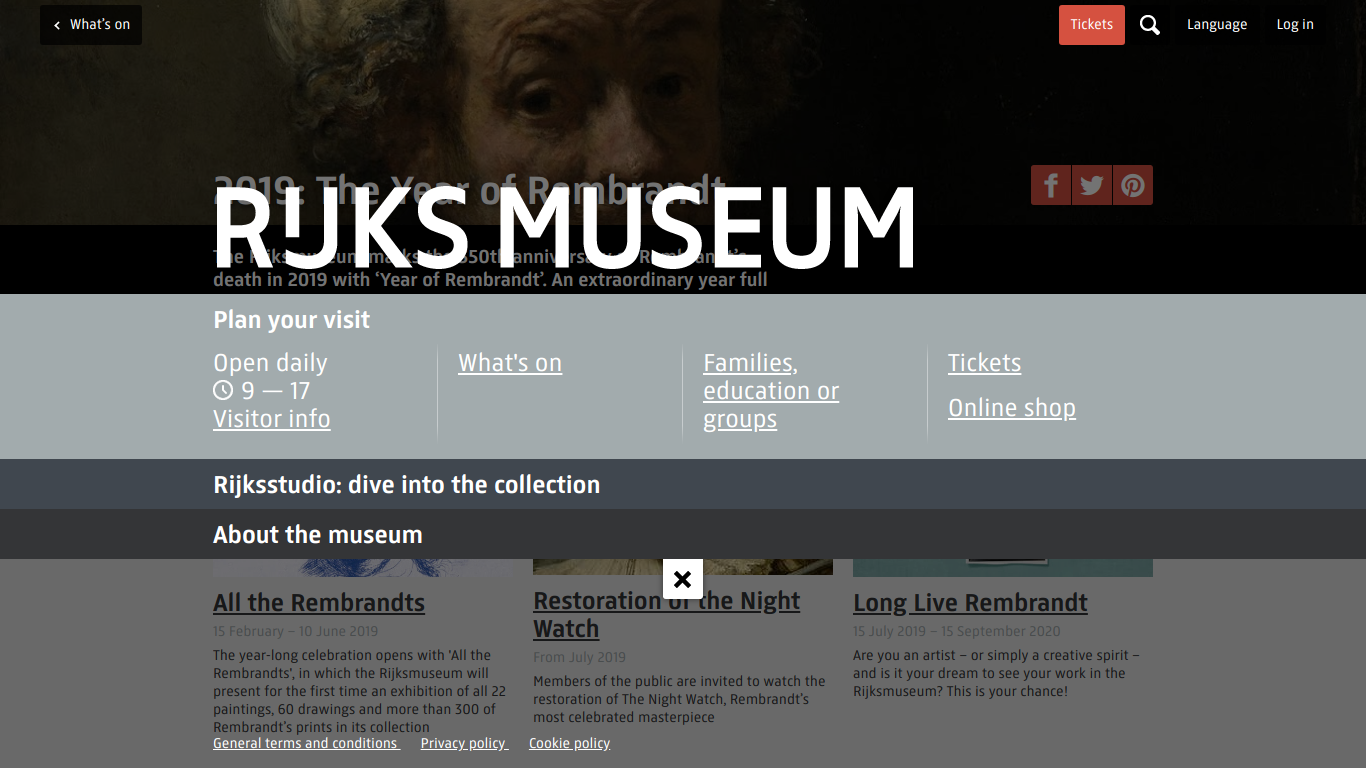 What's on
Tickets
Language
Log in
2019: The Year of Rembrandt
RIJKS MUSEUM
The Rijksmuseum marks the 350th anniversary of Rembrandt's
death in 2019 with ‘Year of Rembrandt’. An extraordinary year full
Plan your visit
Open daily
9 — 17
Visitor info
What's on
Families,
education or
groups
Tickets
Online shop
Rijksstudio: dive into the collection
About the museum
All the Rembrandts
15 February – 10 June 2019
The year-long celebration opens with 'All the
Rembrandts', in which the Rijksmuseum will
present for the first time an exhibition of all 22
paintings, 60 drawings and more than 300 of
Rembrandt's prints in its collection
Restoration of the Night
Watch
From July 2019
Members of the public are invited to watch the
restoration of The Night Watch, Rembrandt's
most celebrated masterpiece
Long Live Rembrandt
15 July 2019 – 15 September 2020
Are you an artist – or simply a creative spirit –
and is it your dream to see your work in the
Rijksmuseum? This is your chance!
General terms and conditions
Privacy policy
Cookie policy